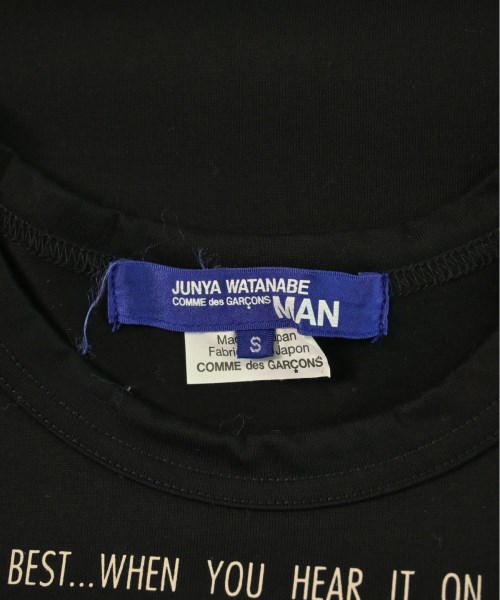 JUNYA WATANABE
COMME des GARÇONS MAN
S
COMME des GARÇONS
BEST...WHEN YOU HEAR IT ON